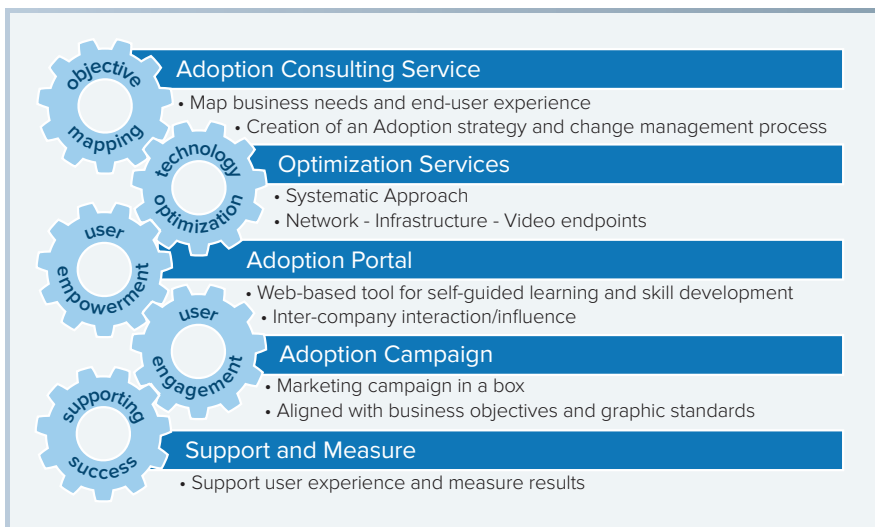 objective
mapping
Adoption Consulting Service
• Map business needs and end-user experience
• Creation of an Adoption strategy and change management process
technology
optimization
Optimization Services
• Systematic Approach
• Network - Infrastructure - Video endpoints
user
empowerment
Adoption Portal
• Web-based tool for self-guided learning and skill development
• Inter-company interaction/influence
user
engagement
Adoption Campaign
• Marketing campaign in a box
• Aligned with business objectives and graphic standards
supporting
success
Support and Measure
• Support user experience and measure results